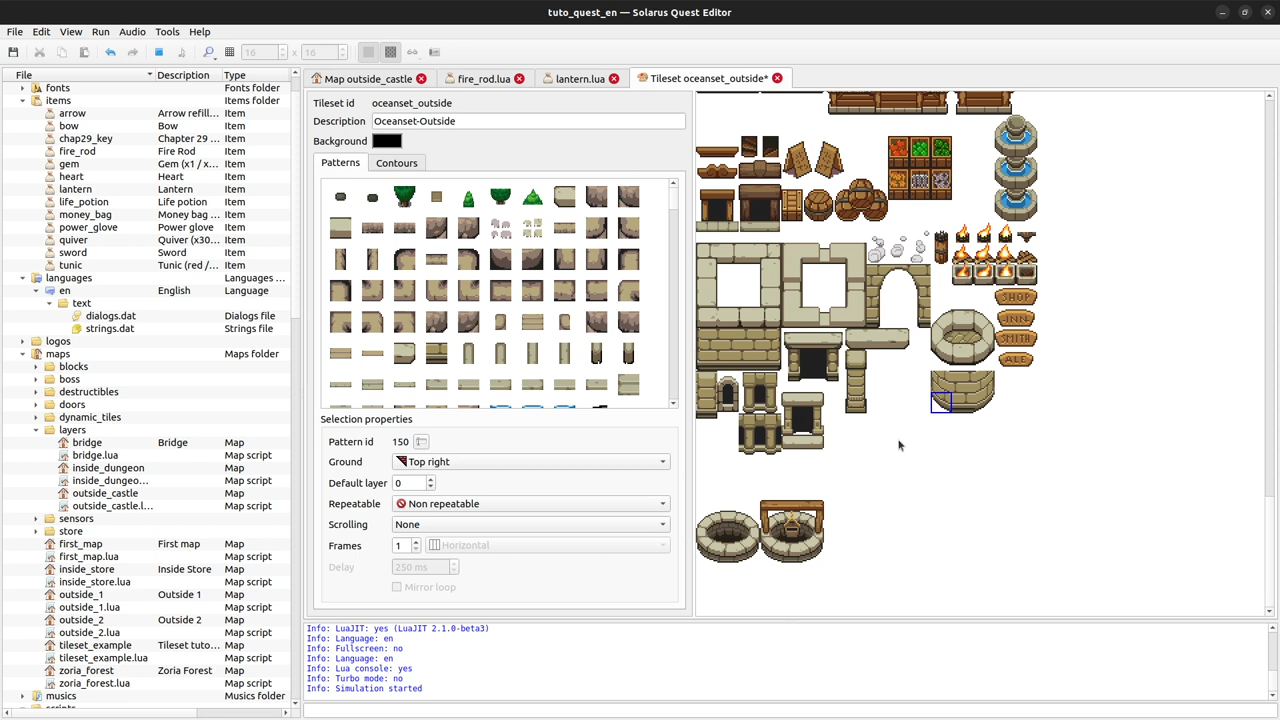 tuto_quest_en — Solarus Quest Editor
File Edit View Run Audio Tools Help
16 x 16
File Description Type
fonts Fonts folder
items Items folder
arrow Arrow refill... Item
bow Bow Item
chap29_key Chapter 29 ... Item
fire_rod Fire Rod Item
gem Gem (x1 / x... Item
heart Heart Item
lantern Lantern Item
life_potion Life potion Item
money_bag Money bag ... Item
power_glove Power glove Item
quiver Quiver (x30... Item
sword Sword Item
tunic Tunic (red /... Item
languages Languages ...
en English Language
text
dialogs.dat Dialogs file
strings.dat Strings file
logos
maps Maps folder
blocks
boss
destructibles
doors
dynamic_tiles
layers
bridge Bridge Map
bridge.lua Map script
inside_dungeon Map
inside_dungeo... Map script
outside_castle Map
outside_castle.l... Map script
sensors
store
first_map First map Map
first_map.lua Map script
inside_store Inside Store Map
inside_store.lua Map script
outside_1 Outside 1 Map
outside_1.lua Map script
outside_2 Outside 2 Map
outside_2.lua Map script
tileset_example Tileset tuto... Map
tileset_example.lua Map script
zoria_forest Zoria Forest Map
zoria_forest.lua Map script
musics Musics folder
Map outside_castle fire_rod.lua lantern.lua Tileset oceanset_outside*
Tileset id oceanset_outside
Description Oceanset-Outside
Background
Patterns Contours
Selection properties
Pattern id 150
Ground Top right
Default layer 0
Repeatable Non repeatable
Scrolling None
Frames 1 Horizontal
Delay 250 ms
Mirror loop
SHOP
INN
SMITH
ALE
Info: LuaJIT: yes (LuaJIT 2.1.0-beta3)
Info: Language: en
Info: Fullscreen: no
Info: Language: en
Info: Lua console: yes
Info: Turbo mode: no
Info: Simulation started